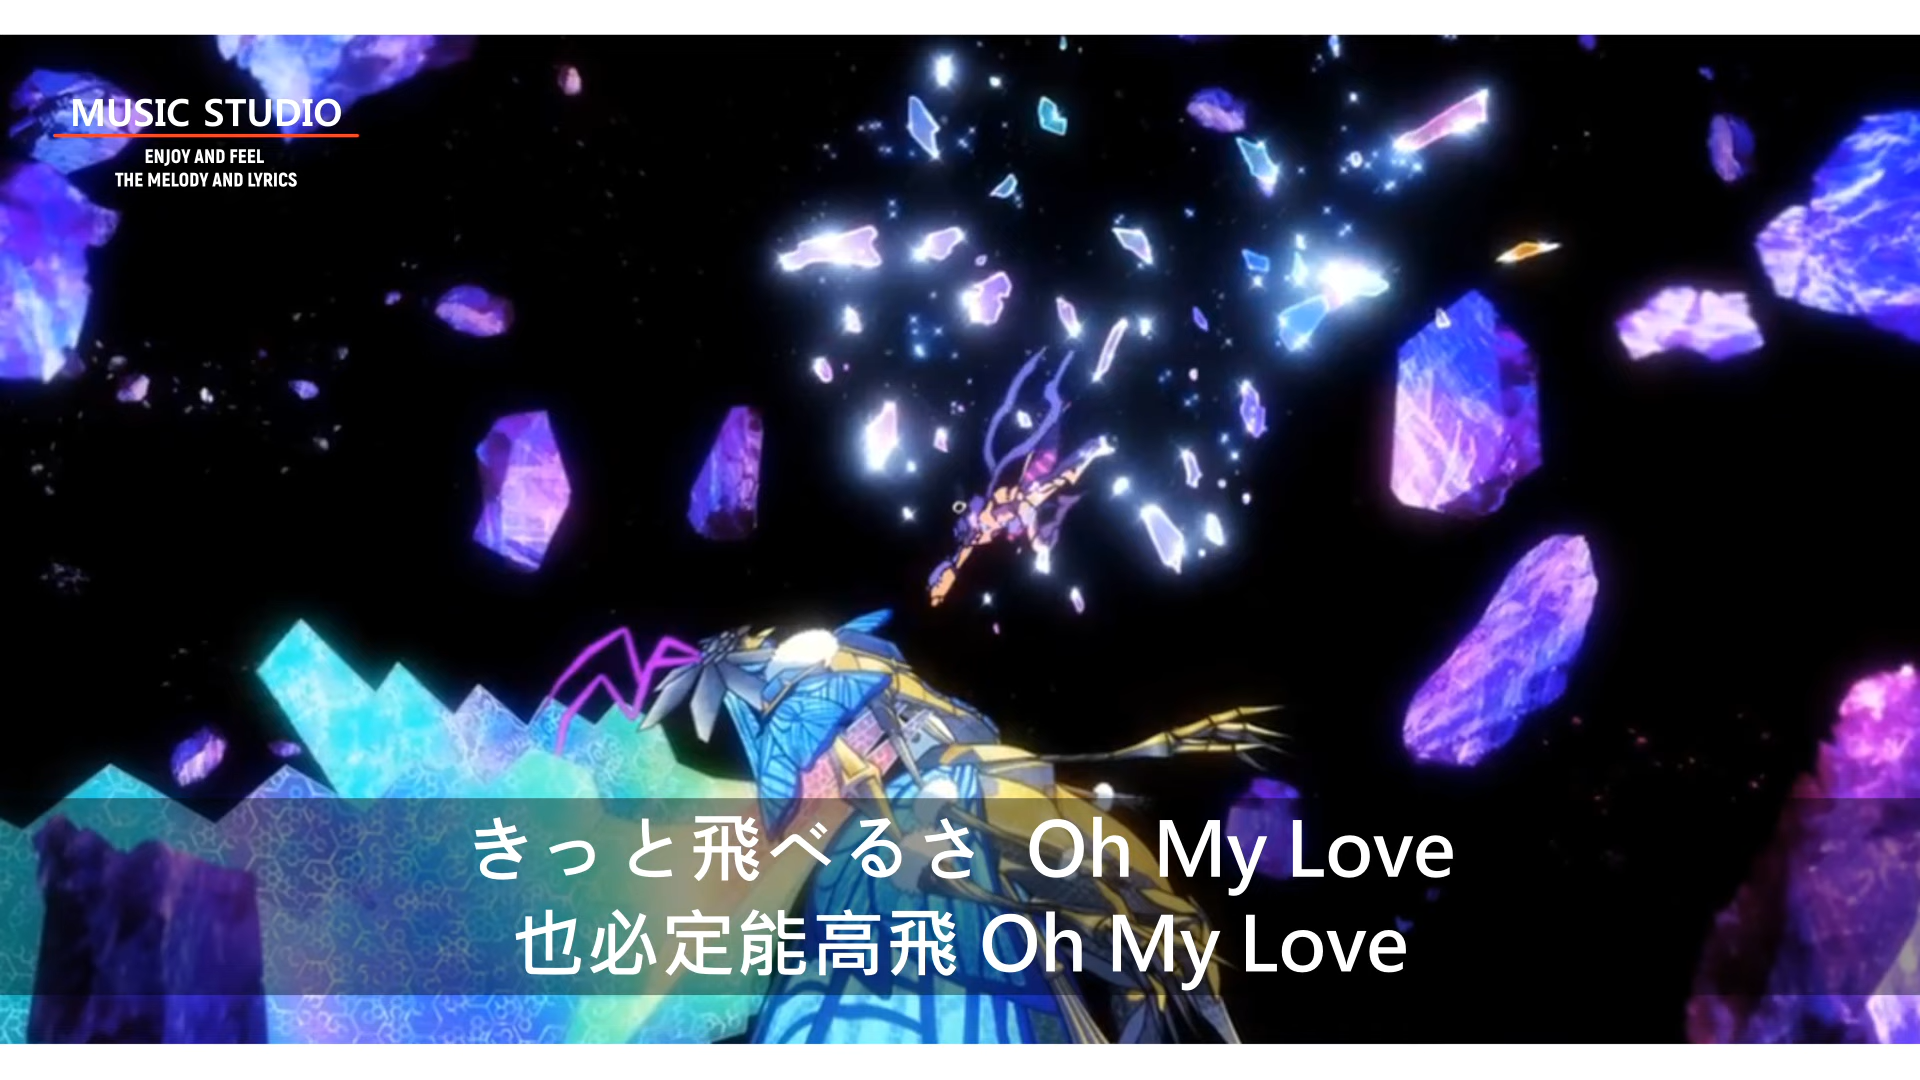 MUSIC STUDIO
ENJOY AND FEEL
THE MELODY AND LYRICS
きっと飛べるさ Oh My Love
也必定能高飛 Oh My Love